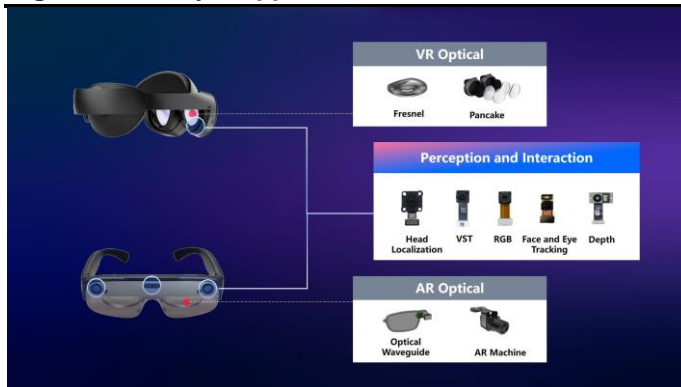 VR Optical
Fresnel
Pancake
Perception and Interaction
Head
Localization
VST
RGB
Face and Eye
Tracking
Depth
AR Optical
Optical
Waveguide
AR Machine